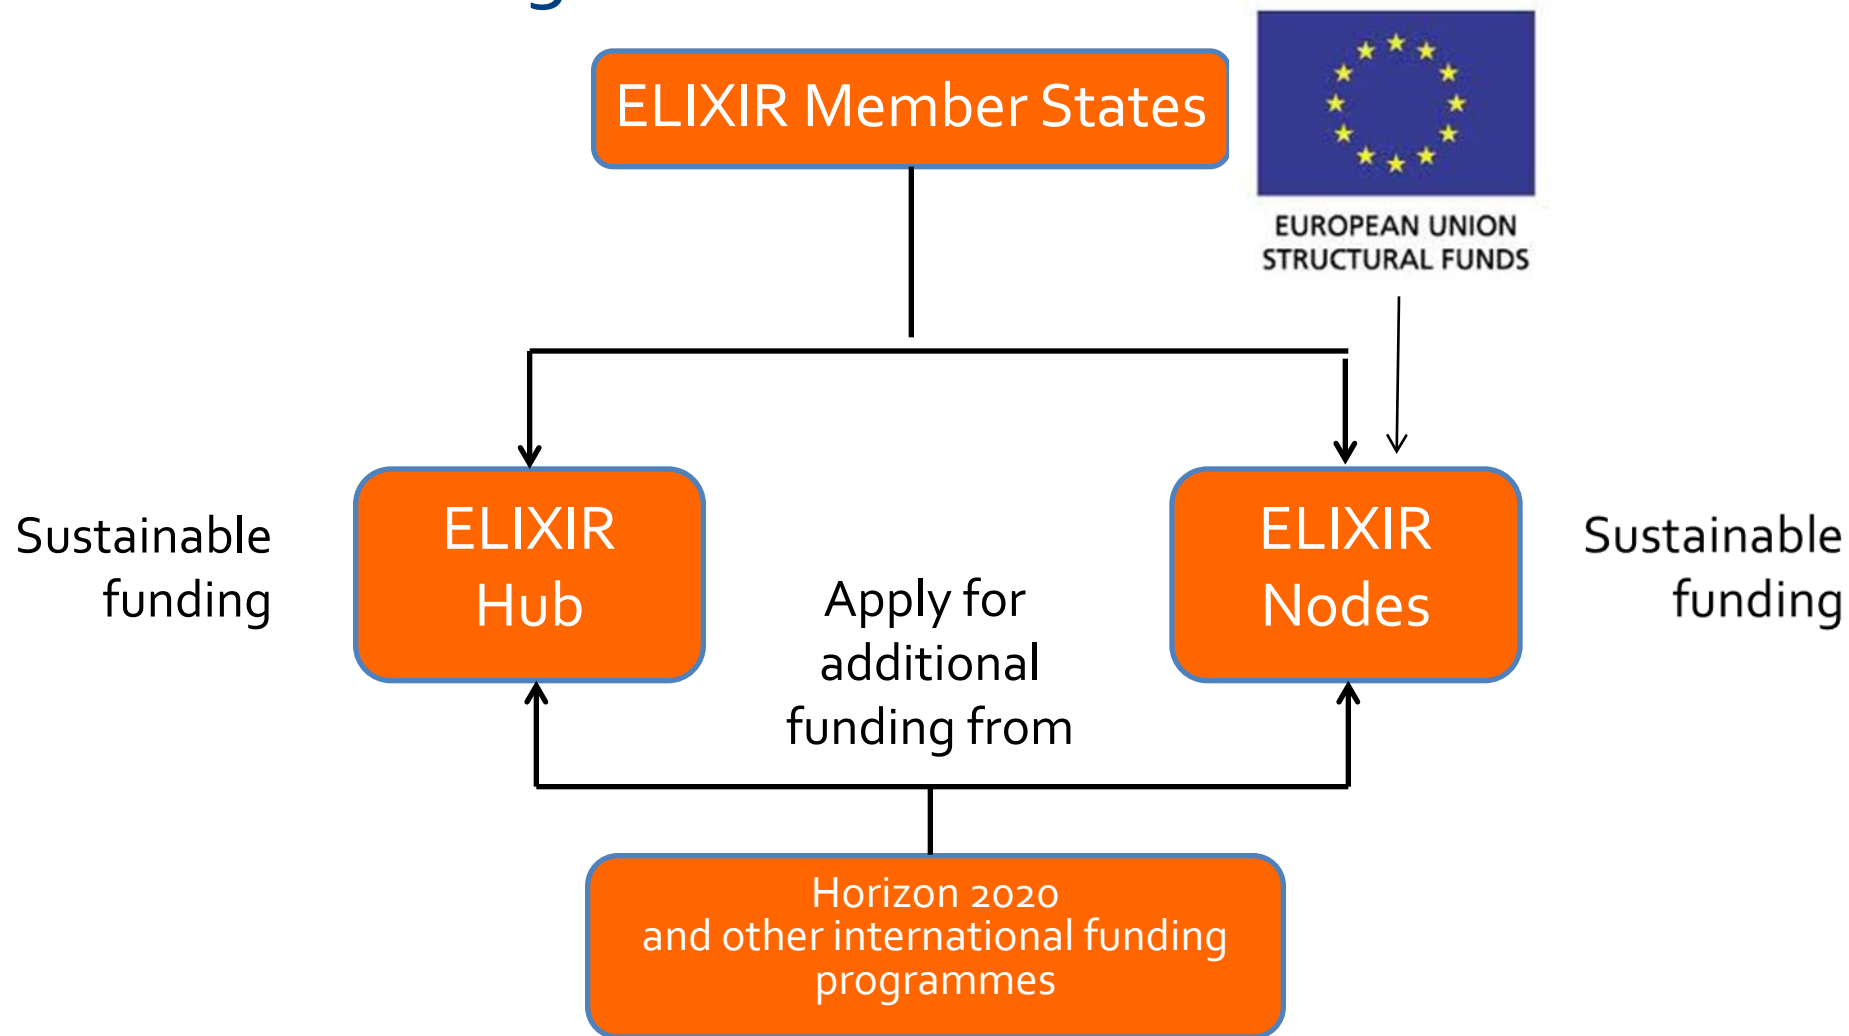 ELIXIR Member States
EUROPEAN UNION
STRUCTURAL FUNDS
Sustainable
funding
ELIXIR
Hub
Apply for
additional
funding from
ELIXIR
Nodes
Sustainable
funding
Horizon 2020
and other international funding
programmes